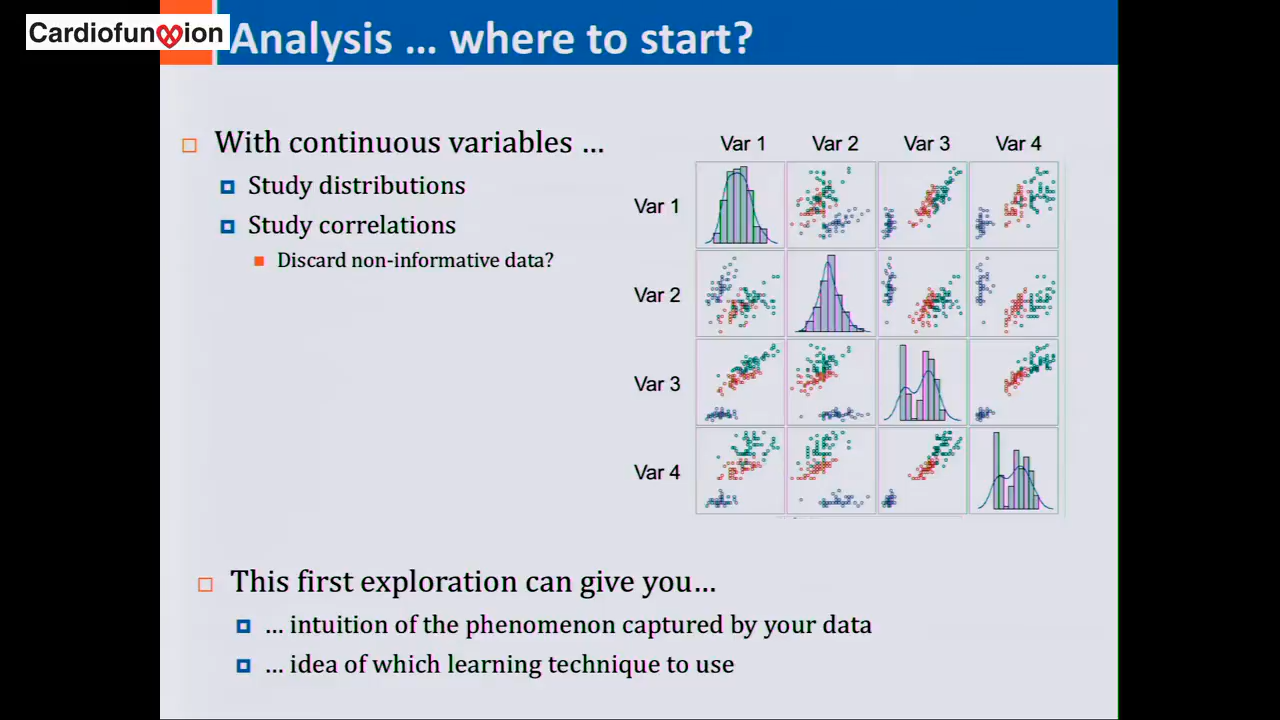 Cardiofunxion
Analysis … where to start?
With continuous variables …
Study distributions
Study correlations
Discard non-informative data?
Var 1 Var 2 Var 3 Var 4
Var 1
Var 2
Var 3
Var 4
This first exploration can give you…
… intuition of the phenomenon captured by your data
… idea of which learning technique to use